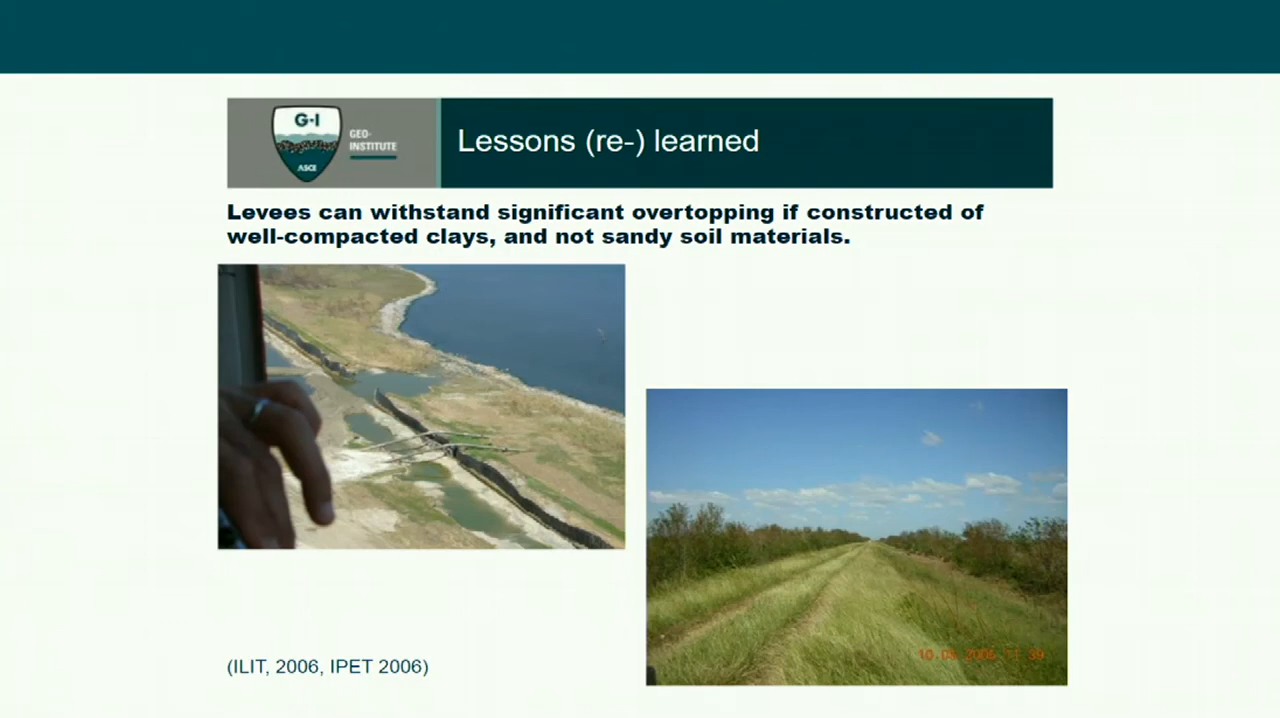 G-I
GEO-
INSTITUTE
ASCE
Lessons (re-) learned
Levees can withstand significant overtopping if constructed of
well-compacted clays, and not sandy soil materials.
(ILIT, 2006, IPET 2006)